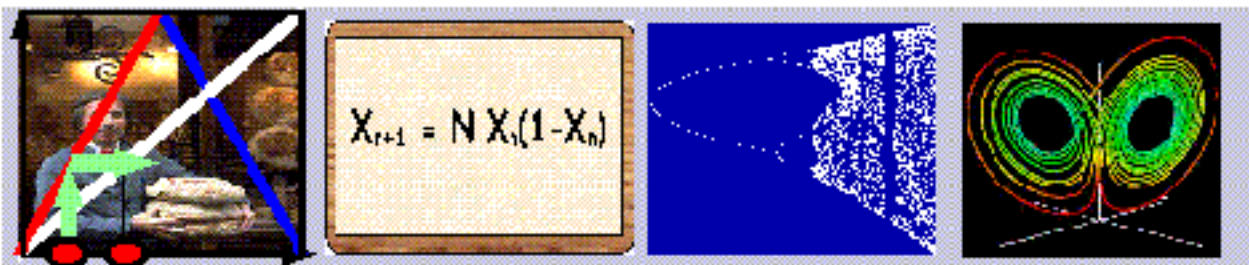 Xₙ₊₁ = N Xₙ(1-Xₙ)